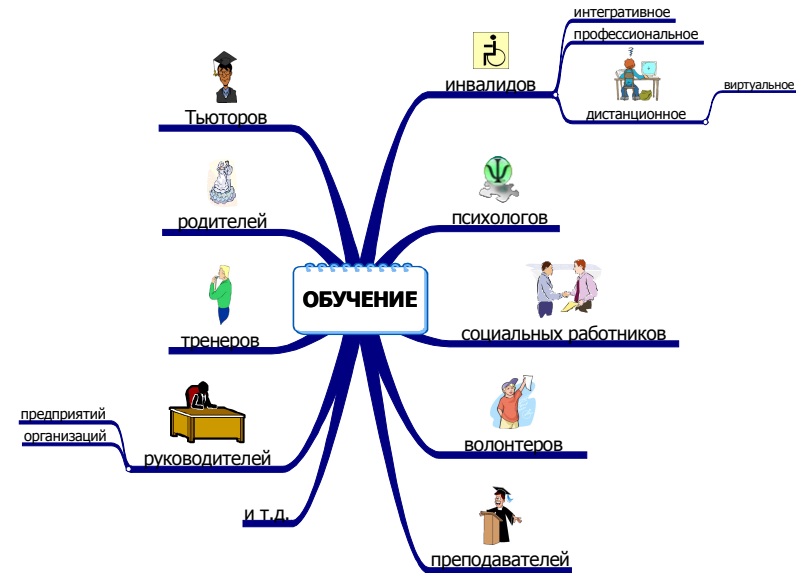 ОБУЧЕНИЕ
инвалидов
интегративное
профессиональное
дистанционное
виртуальное
психологов
социальных работников
волонтеров
преподавателей
Тьюторов
родителей
тренеров
руководителей
предприятий
организаций
и т.д.